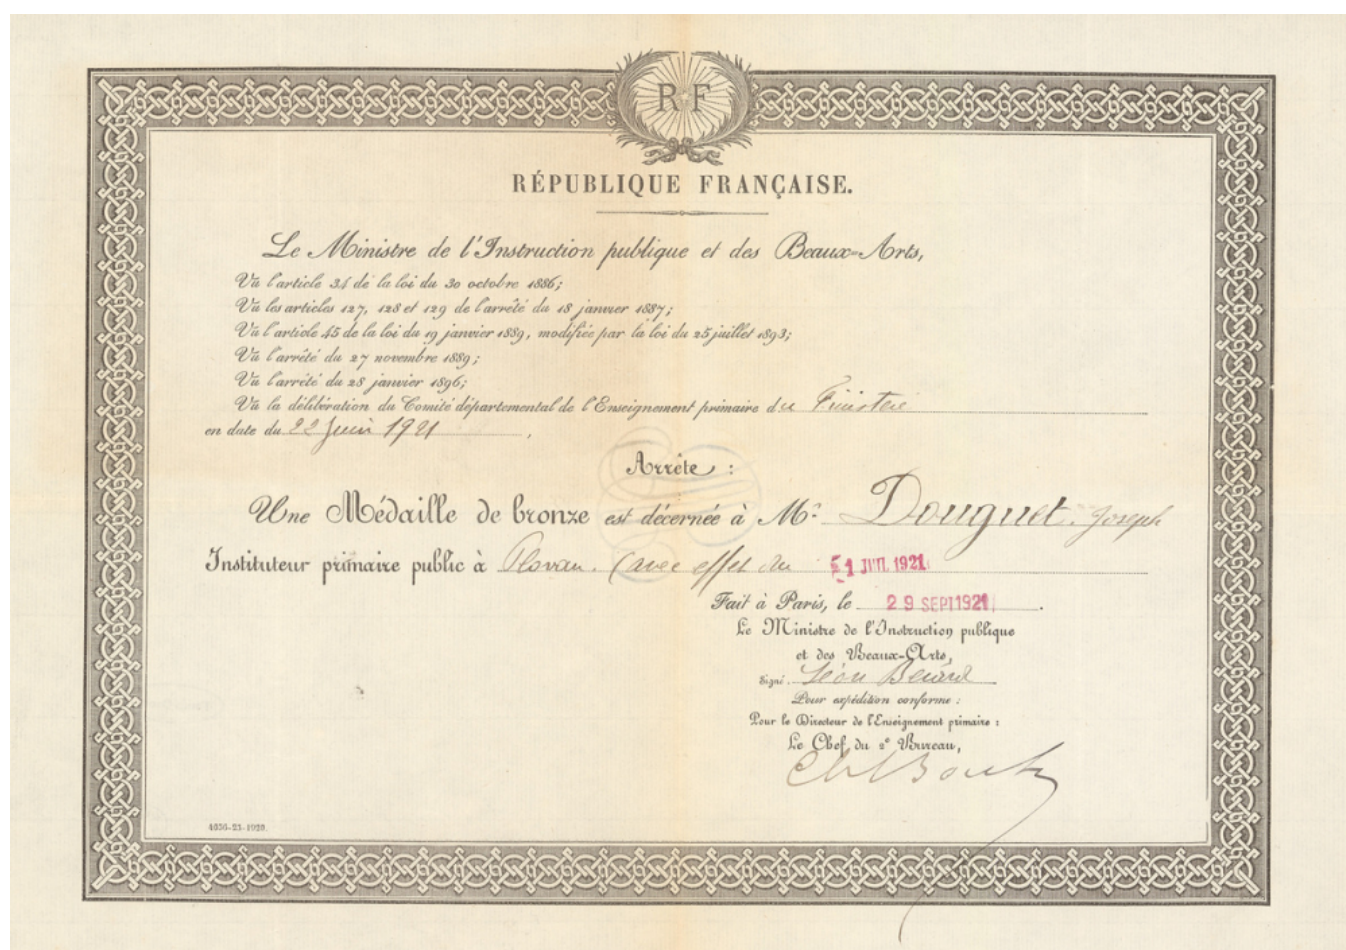 RF
RÉPUBLIQUE FRANÇAISE.
Le Ministre de l'Instruction publique et des Beaux-Arts,
Vu l'article 34 de la loi du 30 octobre 1886;
Vu les articles 127, 128 et 129 de l'arrêté du 18 janvier 1887;
Vu l'article 45 de la loi du 19 janvier 1889, modifiée par la loi du 25 juillet 1893;
Vu l'arrêté du 27 novembre 1889;
Vu l'arrêté du 28 janvier 1896;
Vu la délibération du Comité départemental de l'Enseignement primaire du Finistère
en date du 22 Juin 1921,
Arrête :
Une Médaille de bronze est décernée à Mr Douguet Joseph
Instituteur primaire public à Plovan. (avec effet du 1 JUIL 1921
Fait à Paris, le 29 SEPT 1921.
Le Ministre de l'Instruction publique
et des Beaux-Arts,
Signé. Léon Bérard
Pour expédition conforme :
Pour le Directeur de l'Enseignement primaire :
Le Chef du 2e Bureau,
4056-23-1920.